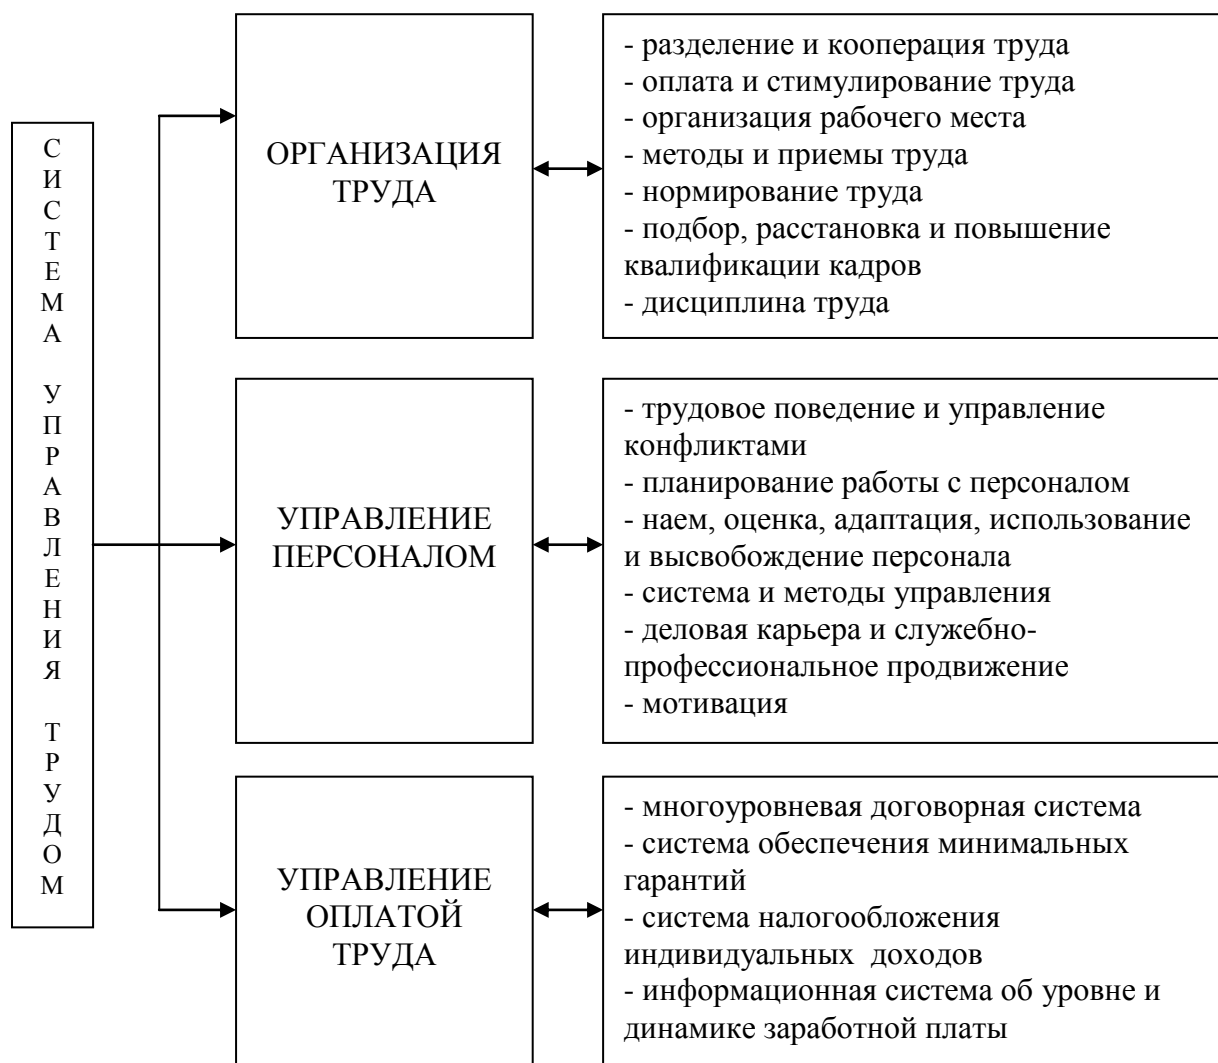 СИСТЕМА УПРАВЛЕНИЯ ТРУДОМ
ОРГАНИЗАЦИЯ
ТРУДА
- разделение и кооперация труда
- оплата и стимулирование труда
- организация рабочего места
- методы и приемы труда
- нормирование труда
- подбор, расстановка и повышение
квалификации кадров
- дисциплина труда
УПРАВЛЕНИЕ
ПЕРСОНАЛОМ
- трудовое поведение и управление
конфликтами
- планирование работы с персоналом
- наем, оценка, адаптация, использование
и высвобождение персонала
- система и методы управления
- деловая карьера и служебно-
профессиональное продвижение
- мотивация
УПРАВЛЕНИЕ
ОПЛАТОЙ
ТРУДА
- многоуровневая договорная система
- система обеспечения минимальных
гарантий
- система налогообложения
индивидуальных  доходов
- информационная система об уровне и
динамике заработной платы